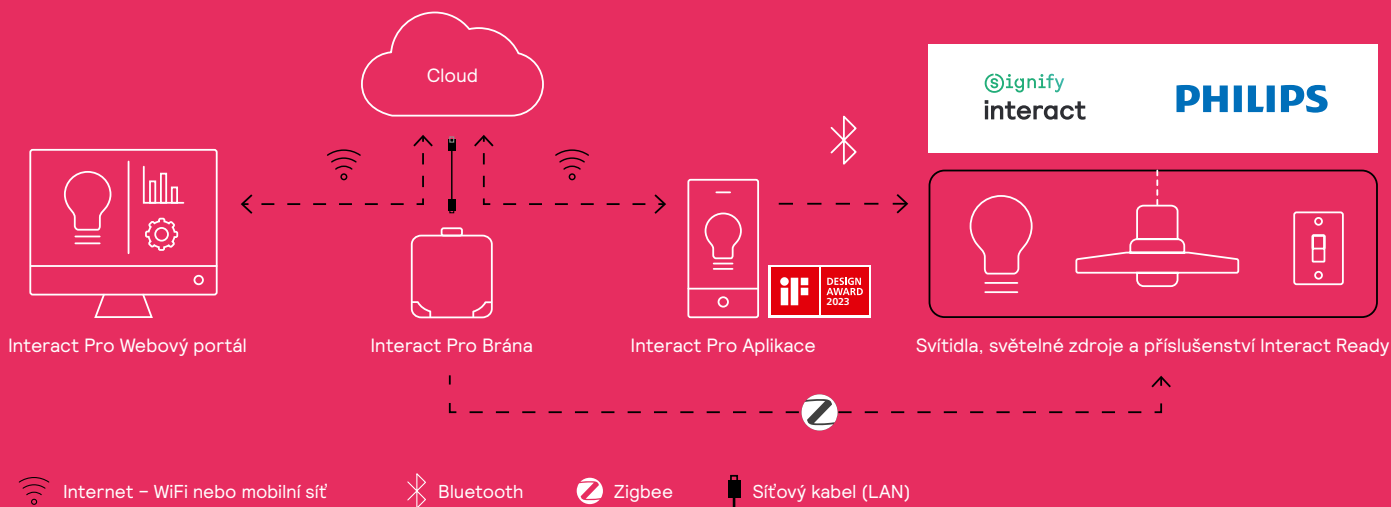 Cloud
signify
interact
PHILIPS
iF
DESIGN
AWARD
2023
Interact Pro Webový portál
Interact Pro Brána
Interact Pro Aplikace
Svítidla, světelné zdroje a příslušenství Interact Ready
Internet – WiFi nebo mobilní síť
Bluetooth
Zigbee
Síťový kabel (LAN)